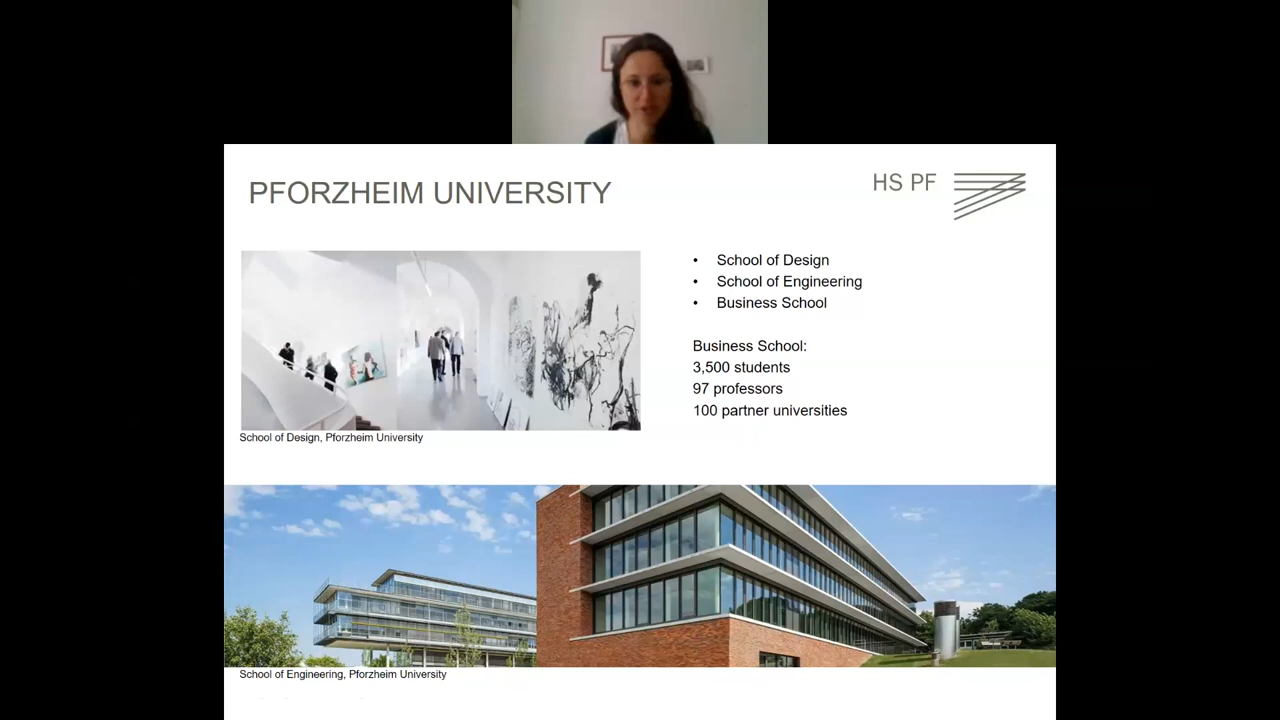 PFORZHEIM UNIVERSITY
HS PF
• School of Design
• School of Engineering
• Business School
Business School:
3,500 students
97 professors
100 partner universities
School of Design, Pforzheim University
School of Engineering, Pforzheim University